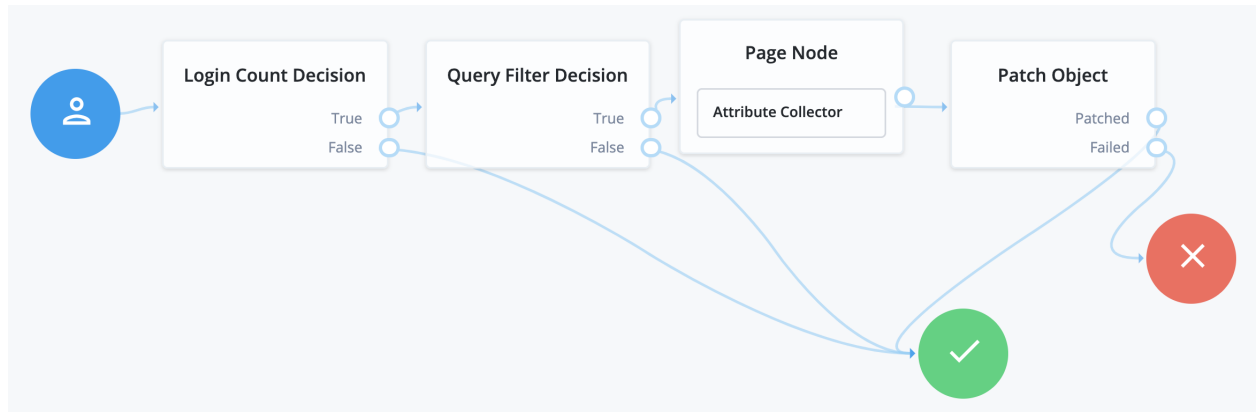 Login Count Decision
True
False
Query Filter Decision
True
False
Page Node
Attribute Collector
Patch Object
Patched
Failed